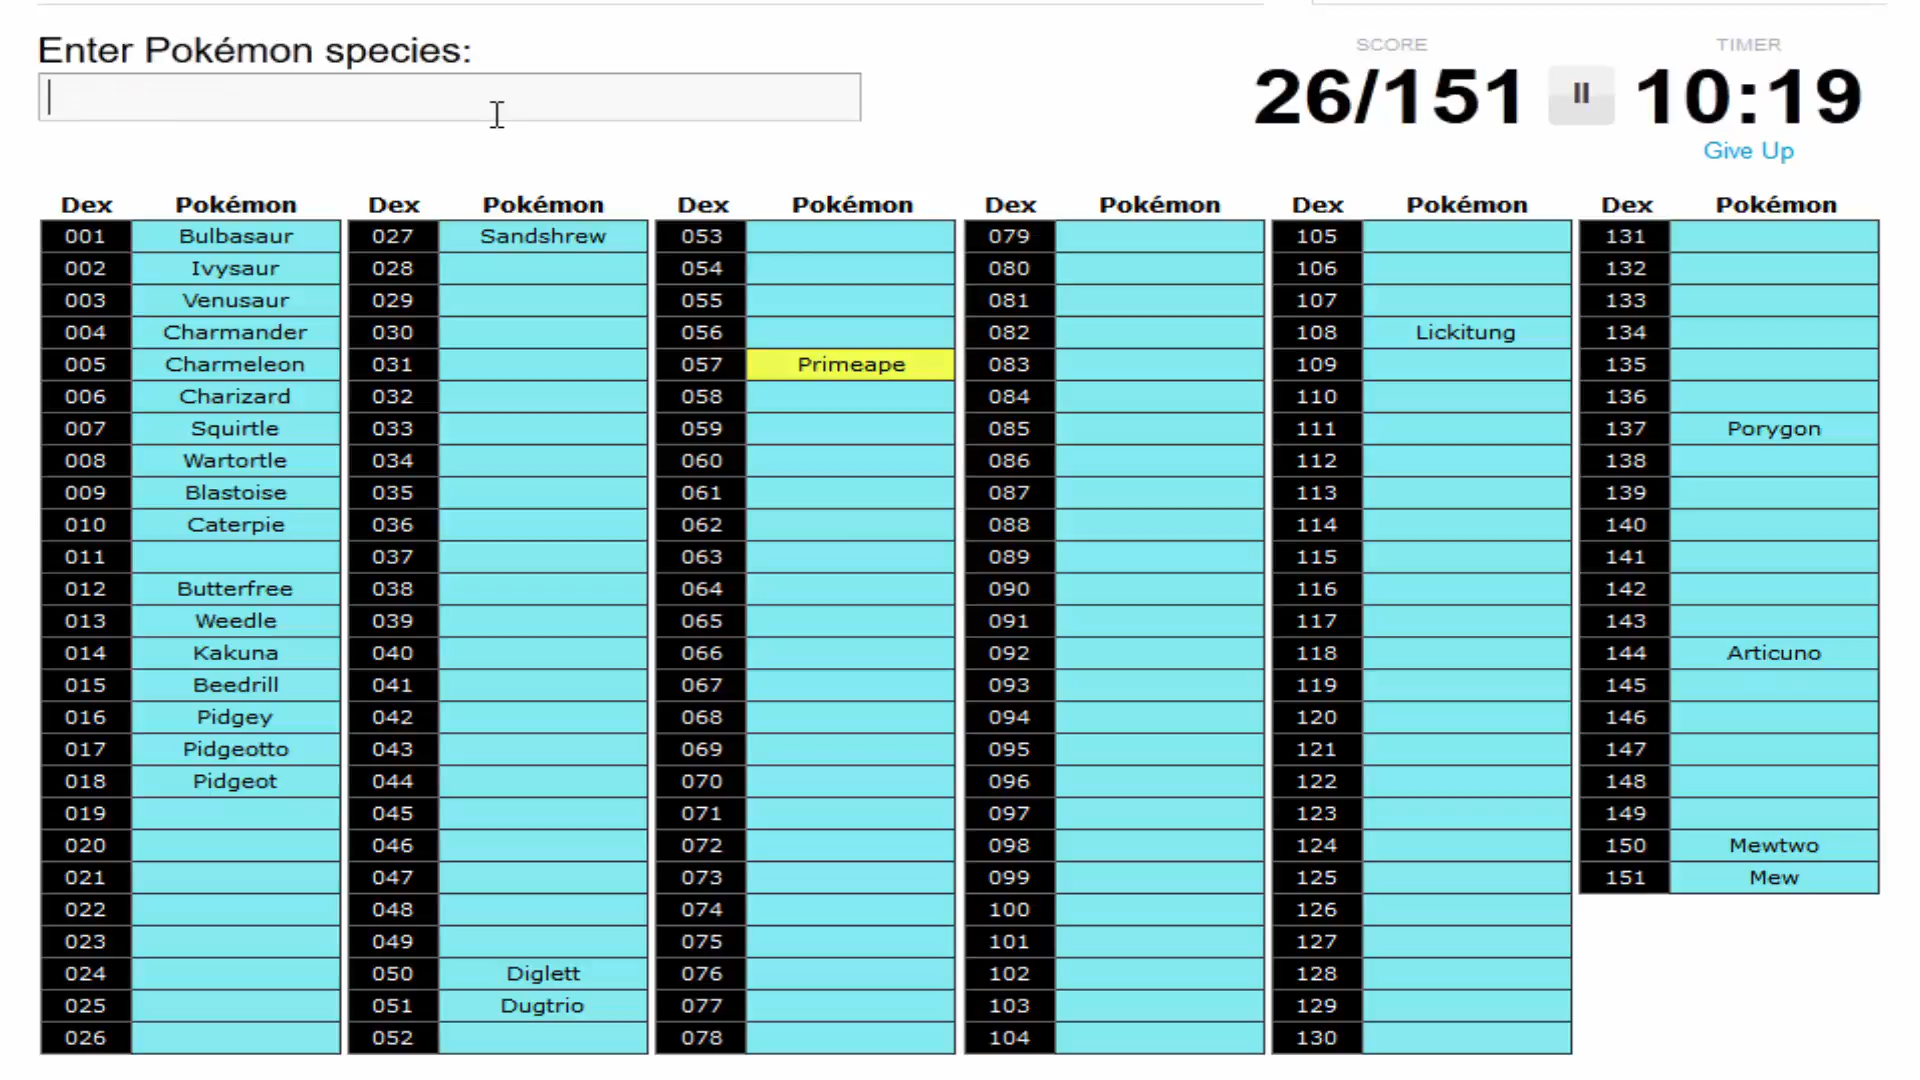 Enter Pokémon species:
SCORE
TIMER
26/151
10:19
Give Up
Dex Pokémon Dex Pokémon Dex Pokémon Dex Pokémon Dex Pokémon Dex Pokémon
001 Bulbasaur 027 Sandshrew 053 079 105 131
002 Ivysaur 028 054 080 106 132
003 Venusaur 029 055 081 107 133
004 Charmander 030 056 082 108 Lickitung 134
005 Charmeleon 031 057 Primeape 083 109 135
006 Charizard 032 058 084 110 136
007 Squirtle 033 059 085 111 137 Porygon
008 Wartortle 034 060 086 112 138
009 Blastoise 035 061 087 113 139
010 Caterpie 036 062 088 114 140
011 037 063 089 115 141
012 Butterfree 038 064 090 116 142
013 Weedle 039 065 091 117 143
014 Kakuna 040 066 092 118 144 Articuno
015 Beedrill 041 067 093 119 145
016 Pidgey 042 068 094 120 146
017 Pidgeotto 043 069 095 121 147
018 Pidgeot 044 070 096 122 148
019 045 071 097 123 149
020 046 072 098 124 150 Mewtwo
021 047 073 099 125 151 Mew
022 048 074 100 126
023 049 075 101 127
024 050 Diglett 076 102 128
025 051 Dugtrio 077 103 129
026 052 078 104 130